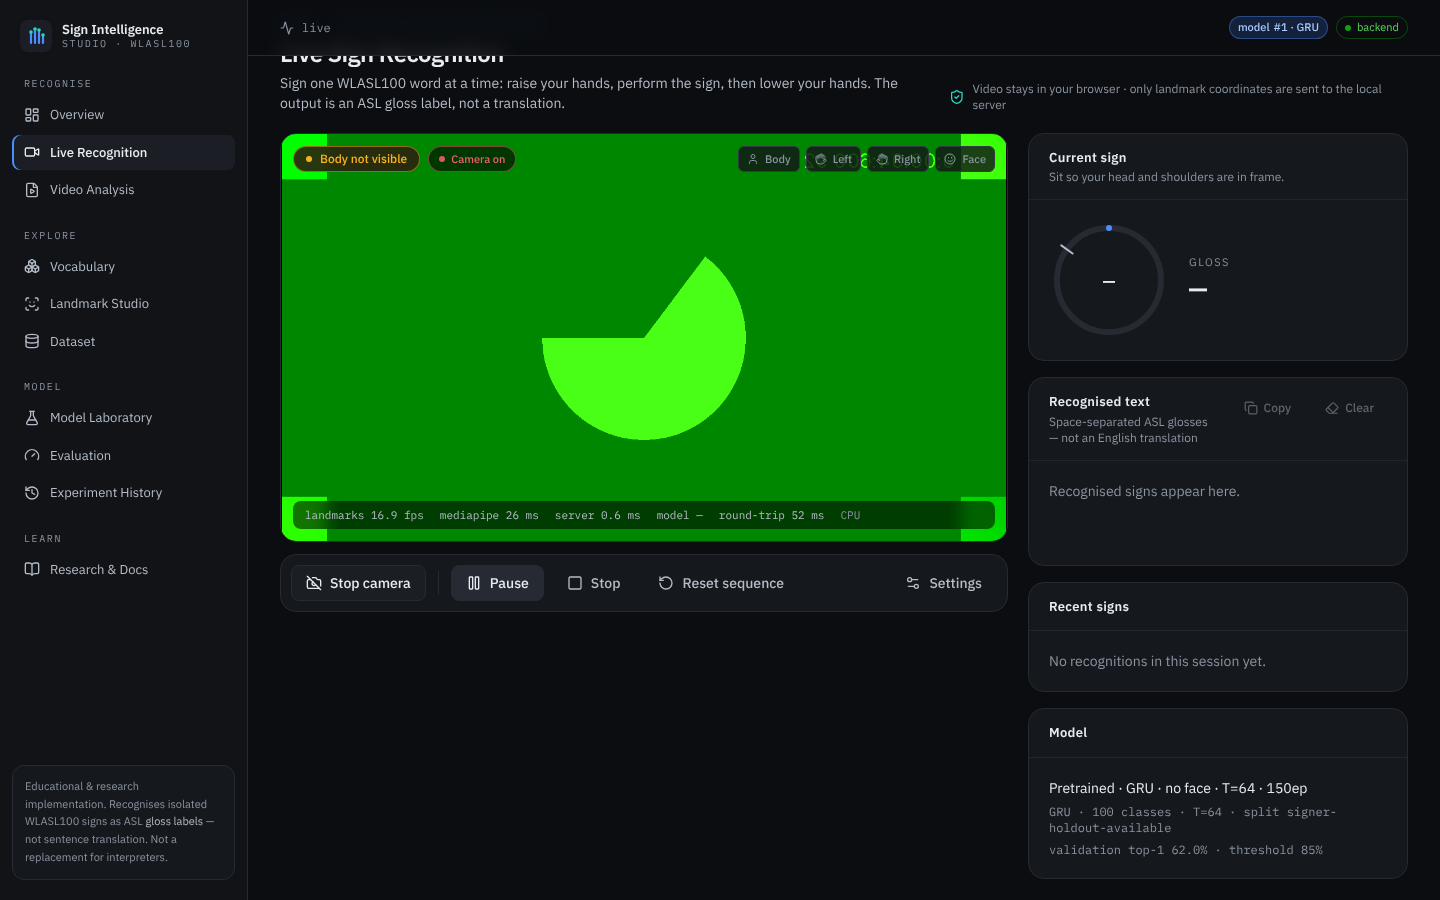 Sign Intelligence
STUDIO · WLASL100
RECOGNISE
Overview
Live Recognition
Video Analysis
EXPLORE
Vocabulary
Landmark Studio
Dataset
MODEL
Model Laboratory
Evaluation
Experiment History
LEARN
Research & Docs
Educational & research
implementation. Recognises isolated
WLASL100 signs as ASL gloss labels —
not sentence translation. Not a
replacement for interpreters.
live
model #1 · GRU
backend
Live Sign Recognition
Sign one WLASL100 word at a time: raise your hands, perform the sign, then lower your hands. The
output is an ASL gloss label, not a translation.
Video stays in your browser · only landmark coordinates are sent to the local
server
Body not visible
Camera on
Body
Left
Right
Face
landmarks 16.9 fps mediapipe 26 ms server 0.6 ms model — round-trip 52 ms CPU
Stop camera
Pause
Stop
Reset sequence
Settings
Current sign
Sit so your head and shoulders are in frame.
—
GLOSS
—
Recognised text
Space-separated ASL glosses
— not an English translation
Copy
Clear
Recognised signs appear here.
Recent signs
No recognitions in this session yet.
Model
Pretrained · GRU · no face · T=64 · 150ep
GRU · 100 classes · T=64 · split signer-
holdout-available
validation top-1 62.0% · threshold 85%